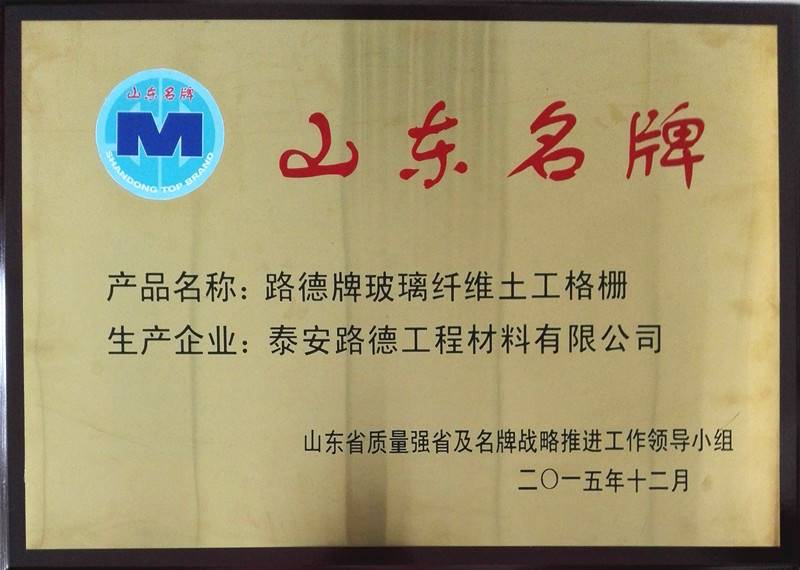 山东名牌
SHANDONG TOP BRAND
山东名牌
产品名称：路德牌玻璃纤维土工格栅
生产企业：泰安路德工程材料有限公司
山东省质量强省及名牌战略推进工作领导小组
二〇一五年十二月